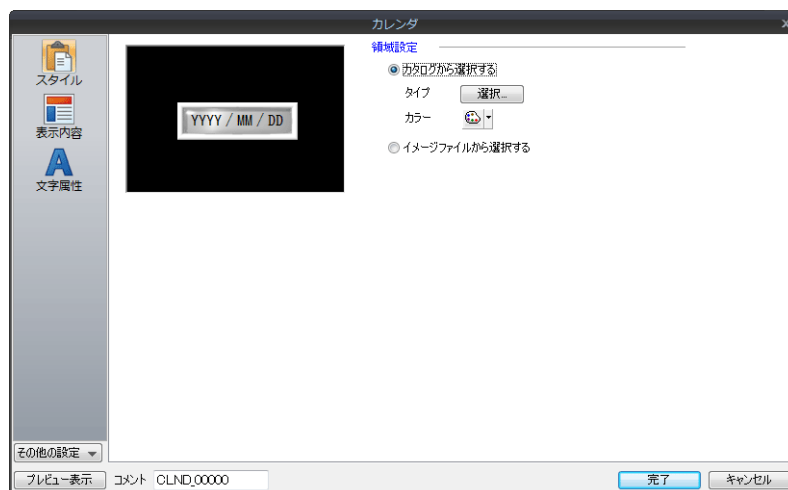 カレンダ
スタイル
表示内容
文字属性
YYYY / MM / DD
領域設定
カタログから選択する
タイプ
選択...
カラー
イメージファイルから選択する
その他の設定
プレビュー表示
コメント
CLND_00000
完了
キャンセル